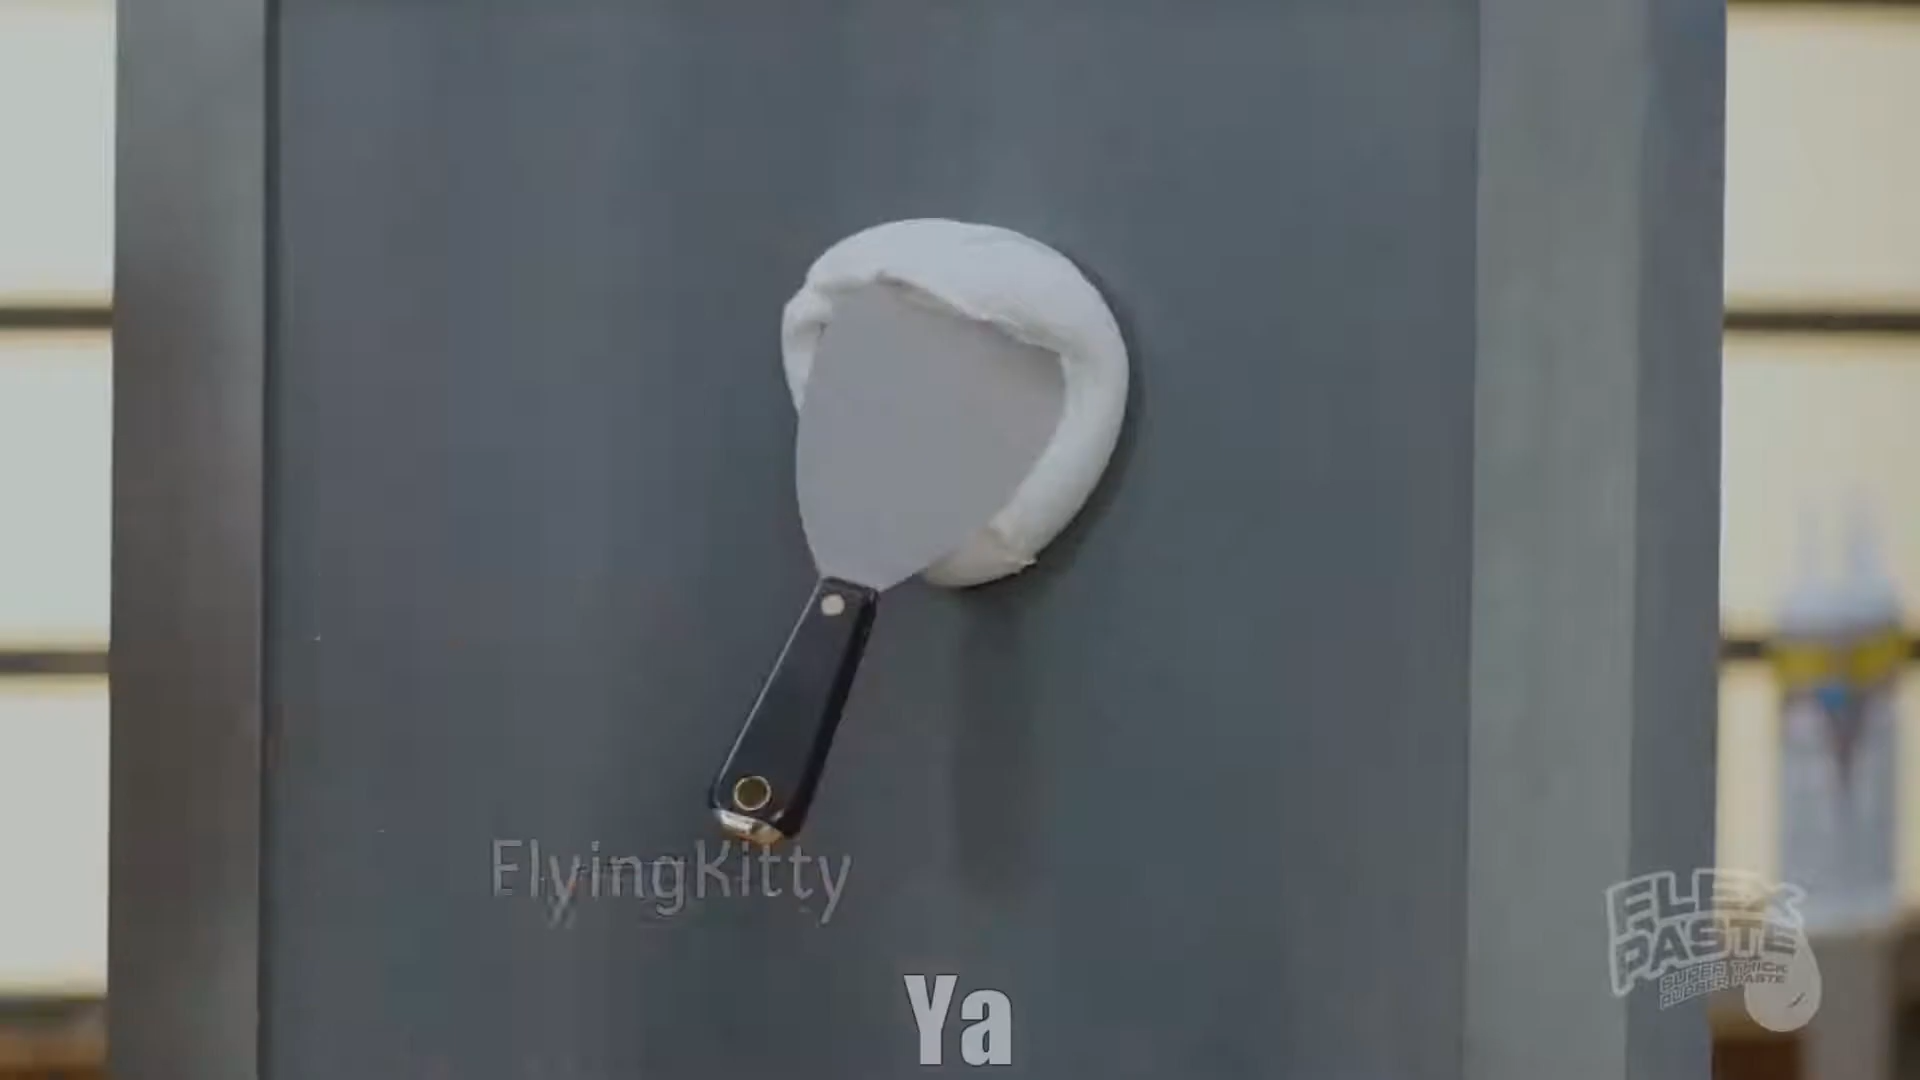 FlyingKitty
Ya
FLEX
PASTE
SUPER THICK
RUBBER PASTE